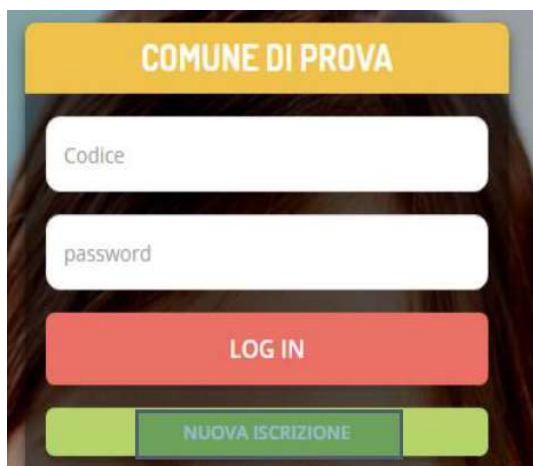 COMUNE DI PROVA
Codice
password
LOG IN
NUOVA ISCRIZIONE